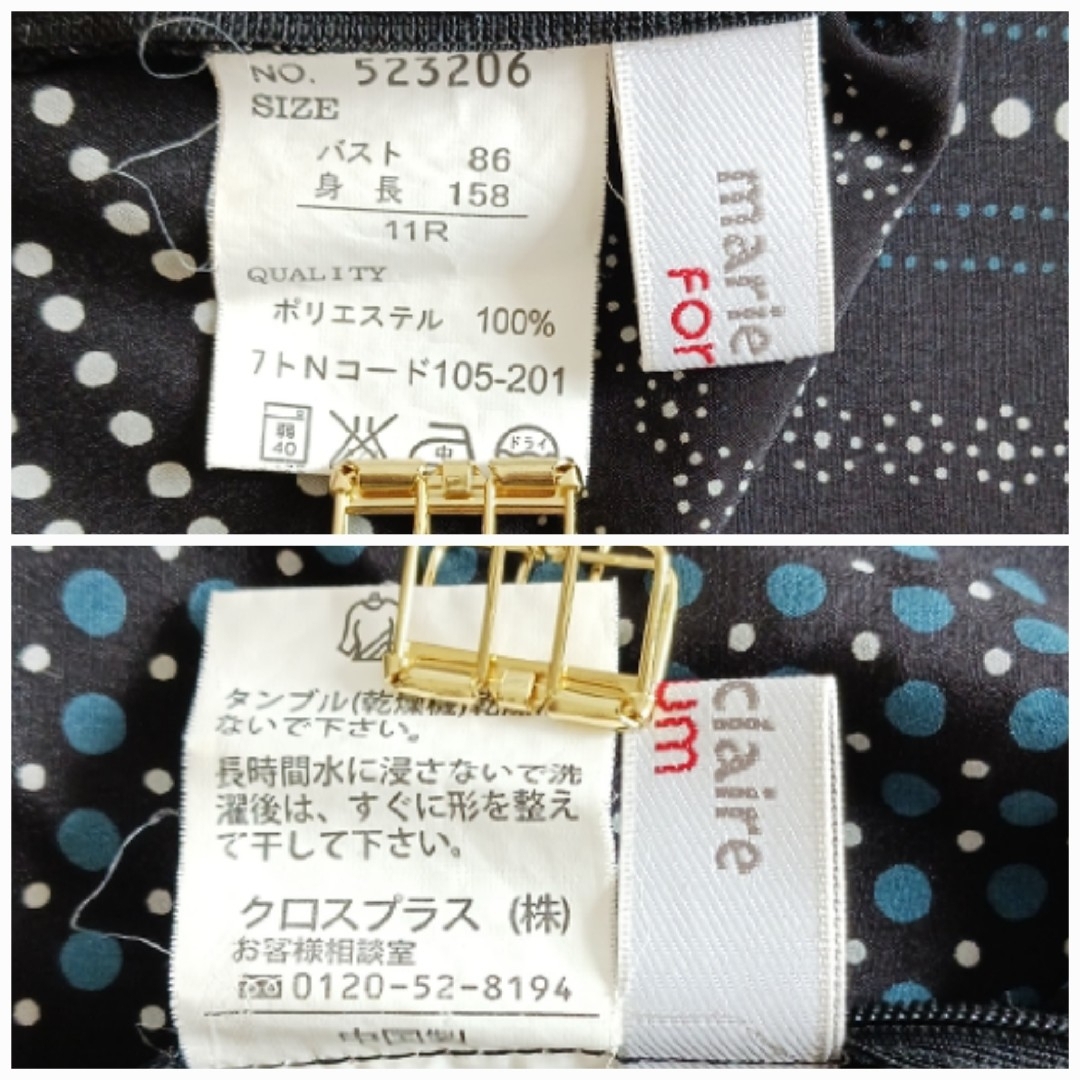 NO. 523206
SIZE
バスト 86
身長 158
11R
QUALITY
ポリエステル 100%
7トNコード105-201
弱
40
中
ドライ
marie
FOr
タンブル(乾燥機)乾燥
ないで下さい。
長時間水に浸さないで洗
濯後は、すぐに形を整え
て干して下さい。
クロスプラス (株)
お客様相談室
0120-52-8194
中国製
claire
um